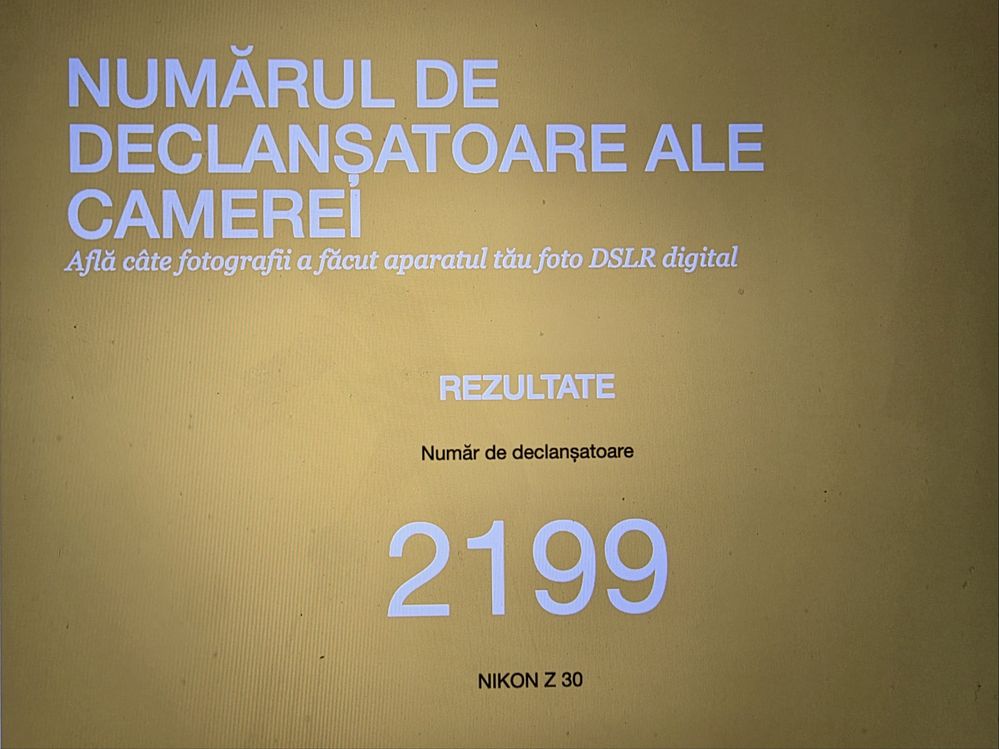 NUMĂRUL DE
DECLANȘATOARE ALE
CAMEREI
Află câte fotografii a făcut aparatul tău foto DSLR digital
REZULTATE
Număr de declanșatoare
2199
NIKON Z 30